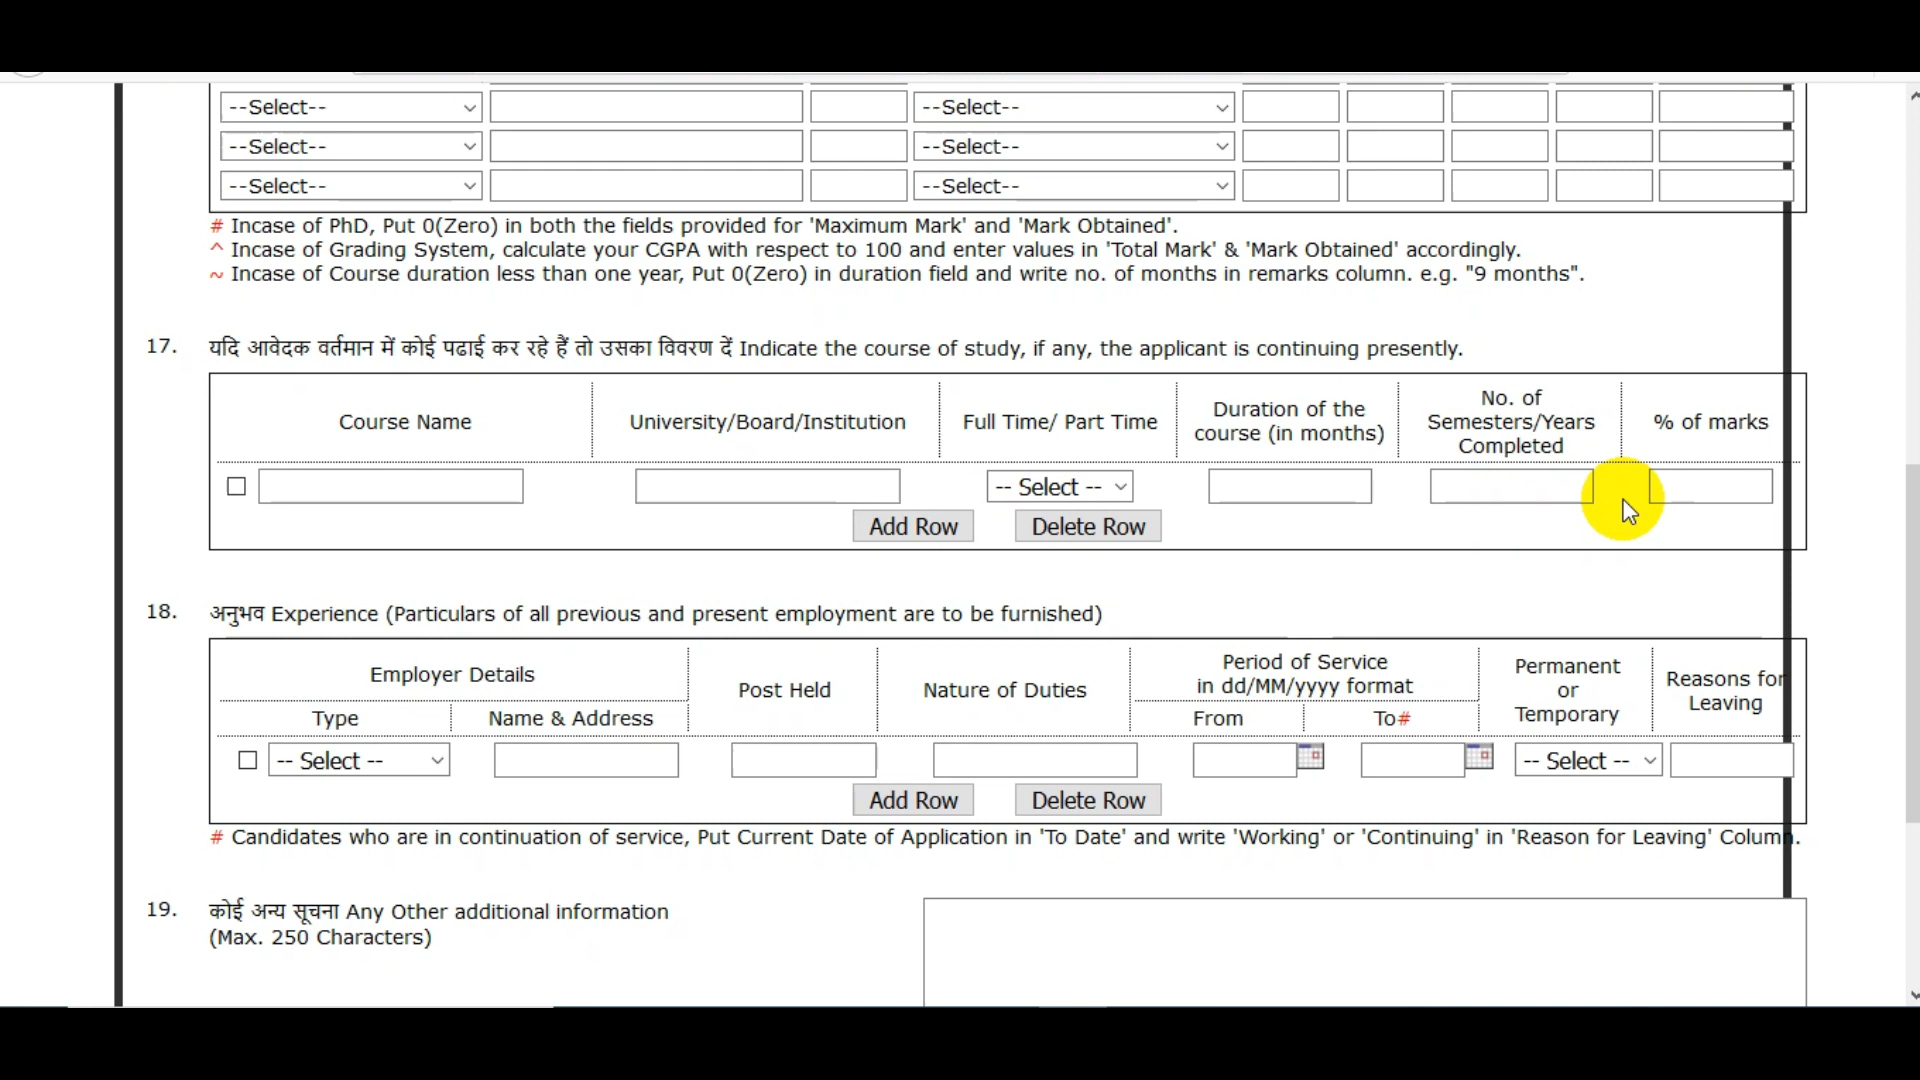 --Select-- --Select--
--Select-- --Select--
--Select-- --Select--
# Incase of PhD, Put 0(Zero) in both the fields provided for 'Maximum Mark' and 'Mark Obtained'.
^ Incase of Grading System, calculate your CGPA with respect to 100 and enter values in 'Total Mark' & 'Mark Obtained' accordingly.
~ Incase of Course duration less than one year, Put 0(Zero) in duration field and write no. of months in remarks column. e.g. "9 months".
17. यदि आवेदक वर्तमान में कोई पढाई कर रहे हैं तो उसका विवरण दें Indicate the course of study, if any, the applicant is continuing presently.
Course Name
University/Board/Institution
Full Time/ Part Time
Duration of the
course (in months)
No. of
Semesters/Years
Completed
% of marks
-- Select --
Add Row Delete Row
18. अनुभव Experience (Particulars of all previous and present employment are to be furnished)
Employer Details
Type
Name & Address
Post Held
Nature of Duties
Period of Service
in dd/MM/yyyy format
From
To#
Permanent
or
Temporary
Reasons for
Leaving
-- Select -- -- Select --
Add Row Delete Row
# Candidates who are in continuation of service, Put Current Date of Application in 'To Date' and write 'Working' or 'Continuing' in 'Reason for Leaving' Column.
19. कोई अन्य सूचना Any Other additional information
(Max. 250 Characters)